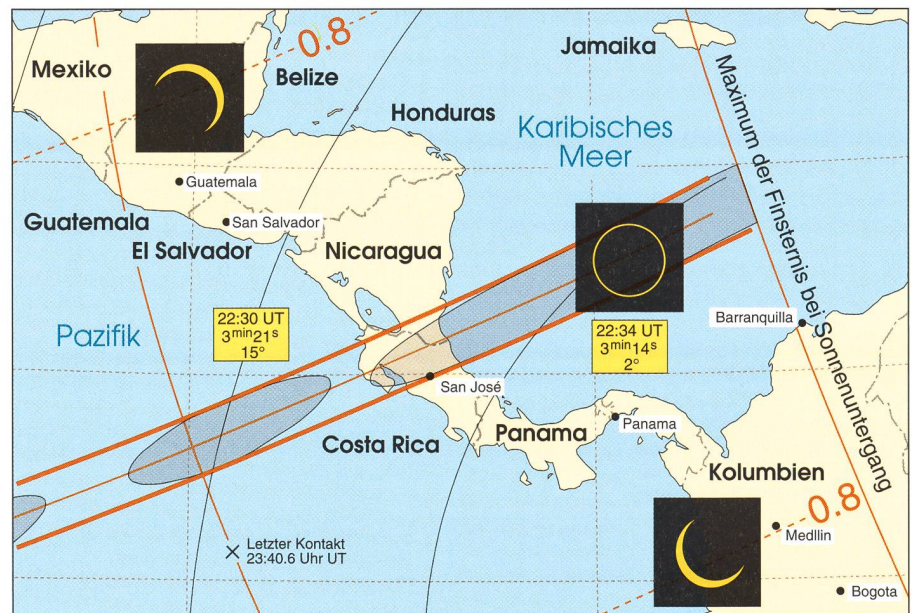 0.8
Jamaika
Mexiko
Belize
Honduras
Karibisches
Meer
Maximum der Finsternis bei Sonnenuntergang
Guatemala
Guatemala
San Salvador
El Salvador
Nicaragua
Pazifik
22:30 UT
3min21s
15°
22:34 UT
3min14s
2°
Barranquilla
San José
Costa Rica
Panama
Panama
Kolumbien
0.8
Medllin
Letzter Kontakt
23:40.6 Uhr UT
Bogota